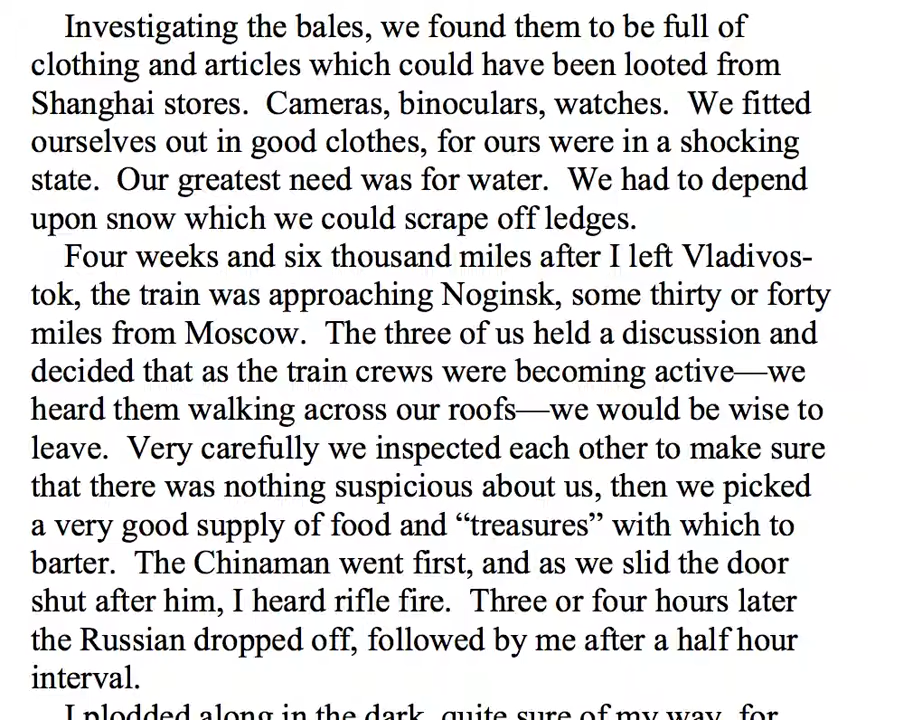 Investigating the bales, we found them to be full of
clothing and articles which could have been looted from
Shanghai stores.  Cameras, binoculars, watches.  We fitted
ourselves out in good clothes, for ours were in a shocking
state.  Our greatest need was for water.  We had to depend
upon snow which we could scrape off ledges.
Four weeks and six thousand miles after I left Vladivos-
tok, the train was approaching Noginsk, some thirty or forty
miles from Moscow.  The three of us held a discussion and
decided that as the train crews were becoming active—we
heard them walking across our roofs—we would be wise to
leave.  Very carefully we inspected each other to make sure
that there was nothing suspicious about us, then we picked
a very good supply of food and “treasures” with which to
barter.  The Chinaman went first, and as we slid the door
shut after him, I heard rifle fire.  Three or four hours later
the Russian dropped off, followed by me after a half hour
interval.
I plodded along in the dark, quite sure of my way, for